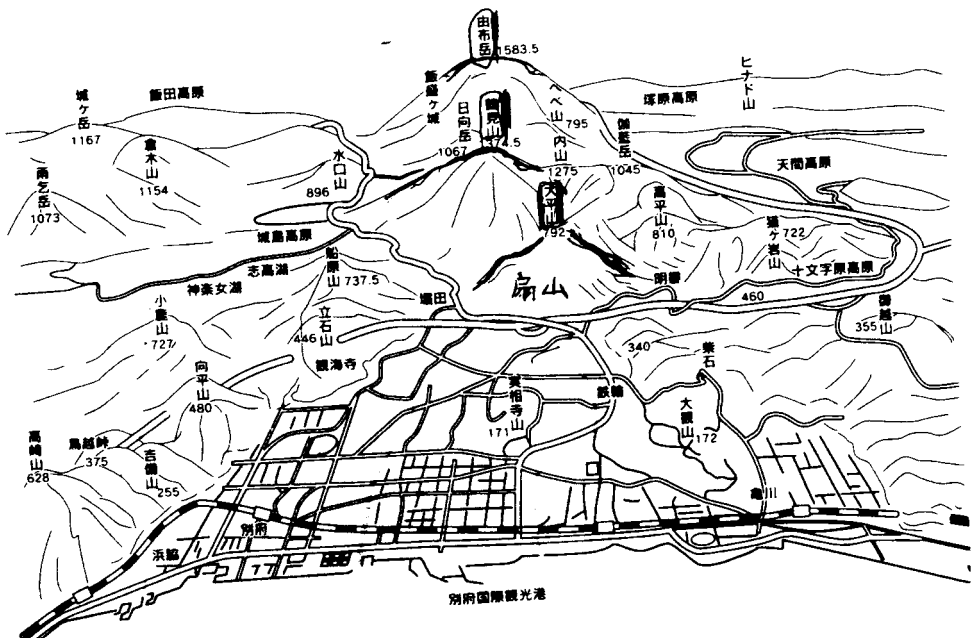 由布岳
1583.5
飯盛ヶ城
日向岳
1067
鶴見山
374.5
ベベ山
795
内山
1275
伽藍岳
1045
ヒナド山
塚原高原
天間高原
城ケ岳
1167
飯田高原
倉木山
1154
雨乞岳
1073
水口山
896
城島高原
志高湖
神楽女湖
大平山
792
扇山
高平山
810
猫ヶ岩山
722
十文字原高原
明礬
460
御越山
355
船原山
737.5
堀田
小鹿山
727
立石山
446
観海寺
向平山
480
340
柴石
実相寺山
171
鉄輪
大観山
172
高崎山
628
鳥越峠
375
吉備山
255
亀川
別府
浜脇
別府国際観光港